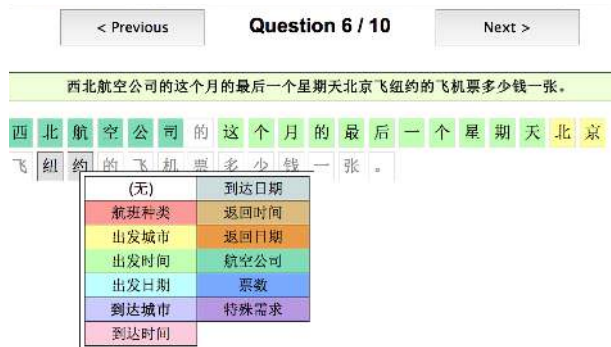 < Previous Question 6 / 10 Next >
西北航空公司的这个月的最后一个星期天北京飞纽约的飞机票多少钱一张。
西北航空公司的这个月的最后一个星期天北京
飞纽约的飞机票多少钱一张。
(无) 到达日期
航班种类 返回时间
出发城市 返回日期
出发时间 航空公司
出发日期 票数
到达城市 特殊需求
到达时间